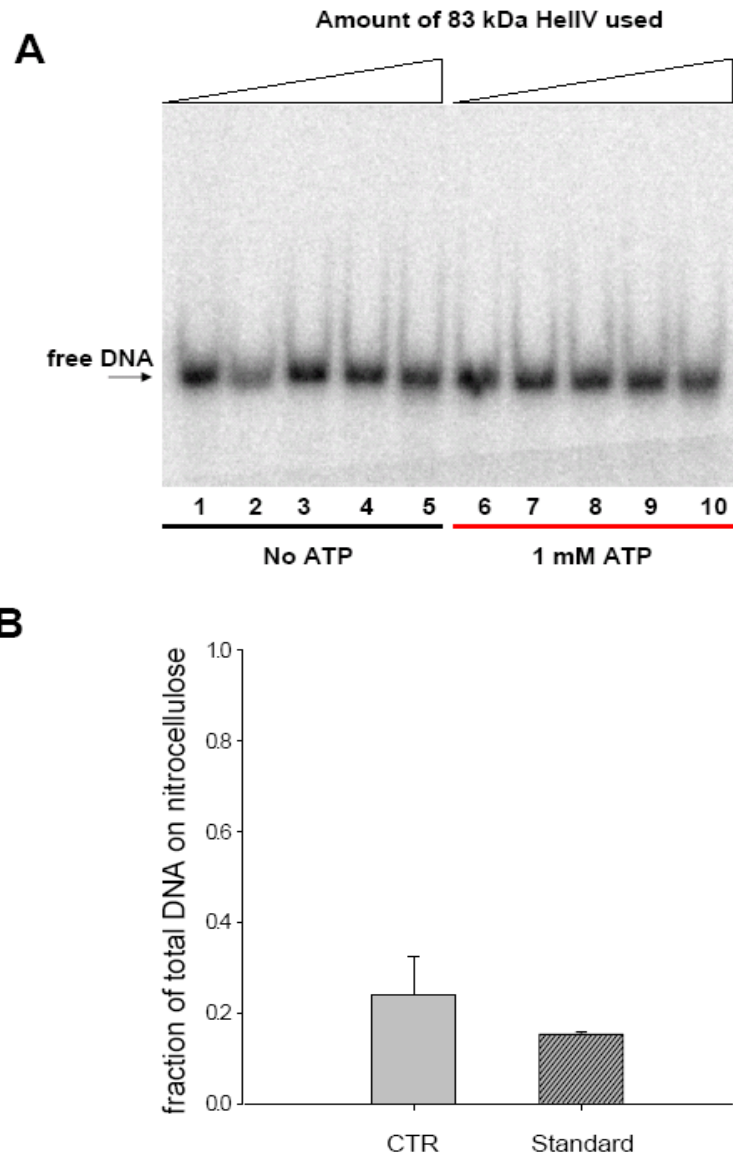 Amount of 83 kDa HelIV used
A
free DNA
1 2 3 4 5 6 7 8 9 10
No ATP 1 mM ATP
B
fraction of total DNA on nitrocellulose
1.0
0.8
0.6
0.4
0.2
0.0
CTR Standard